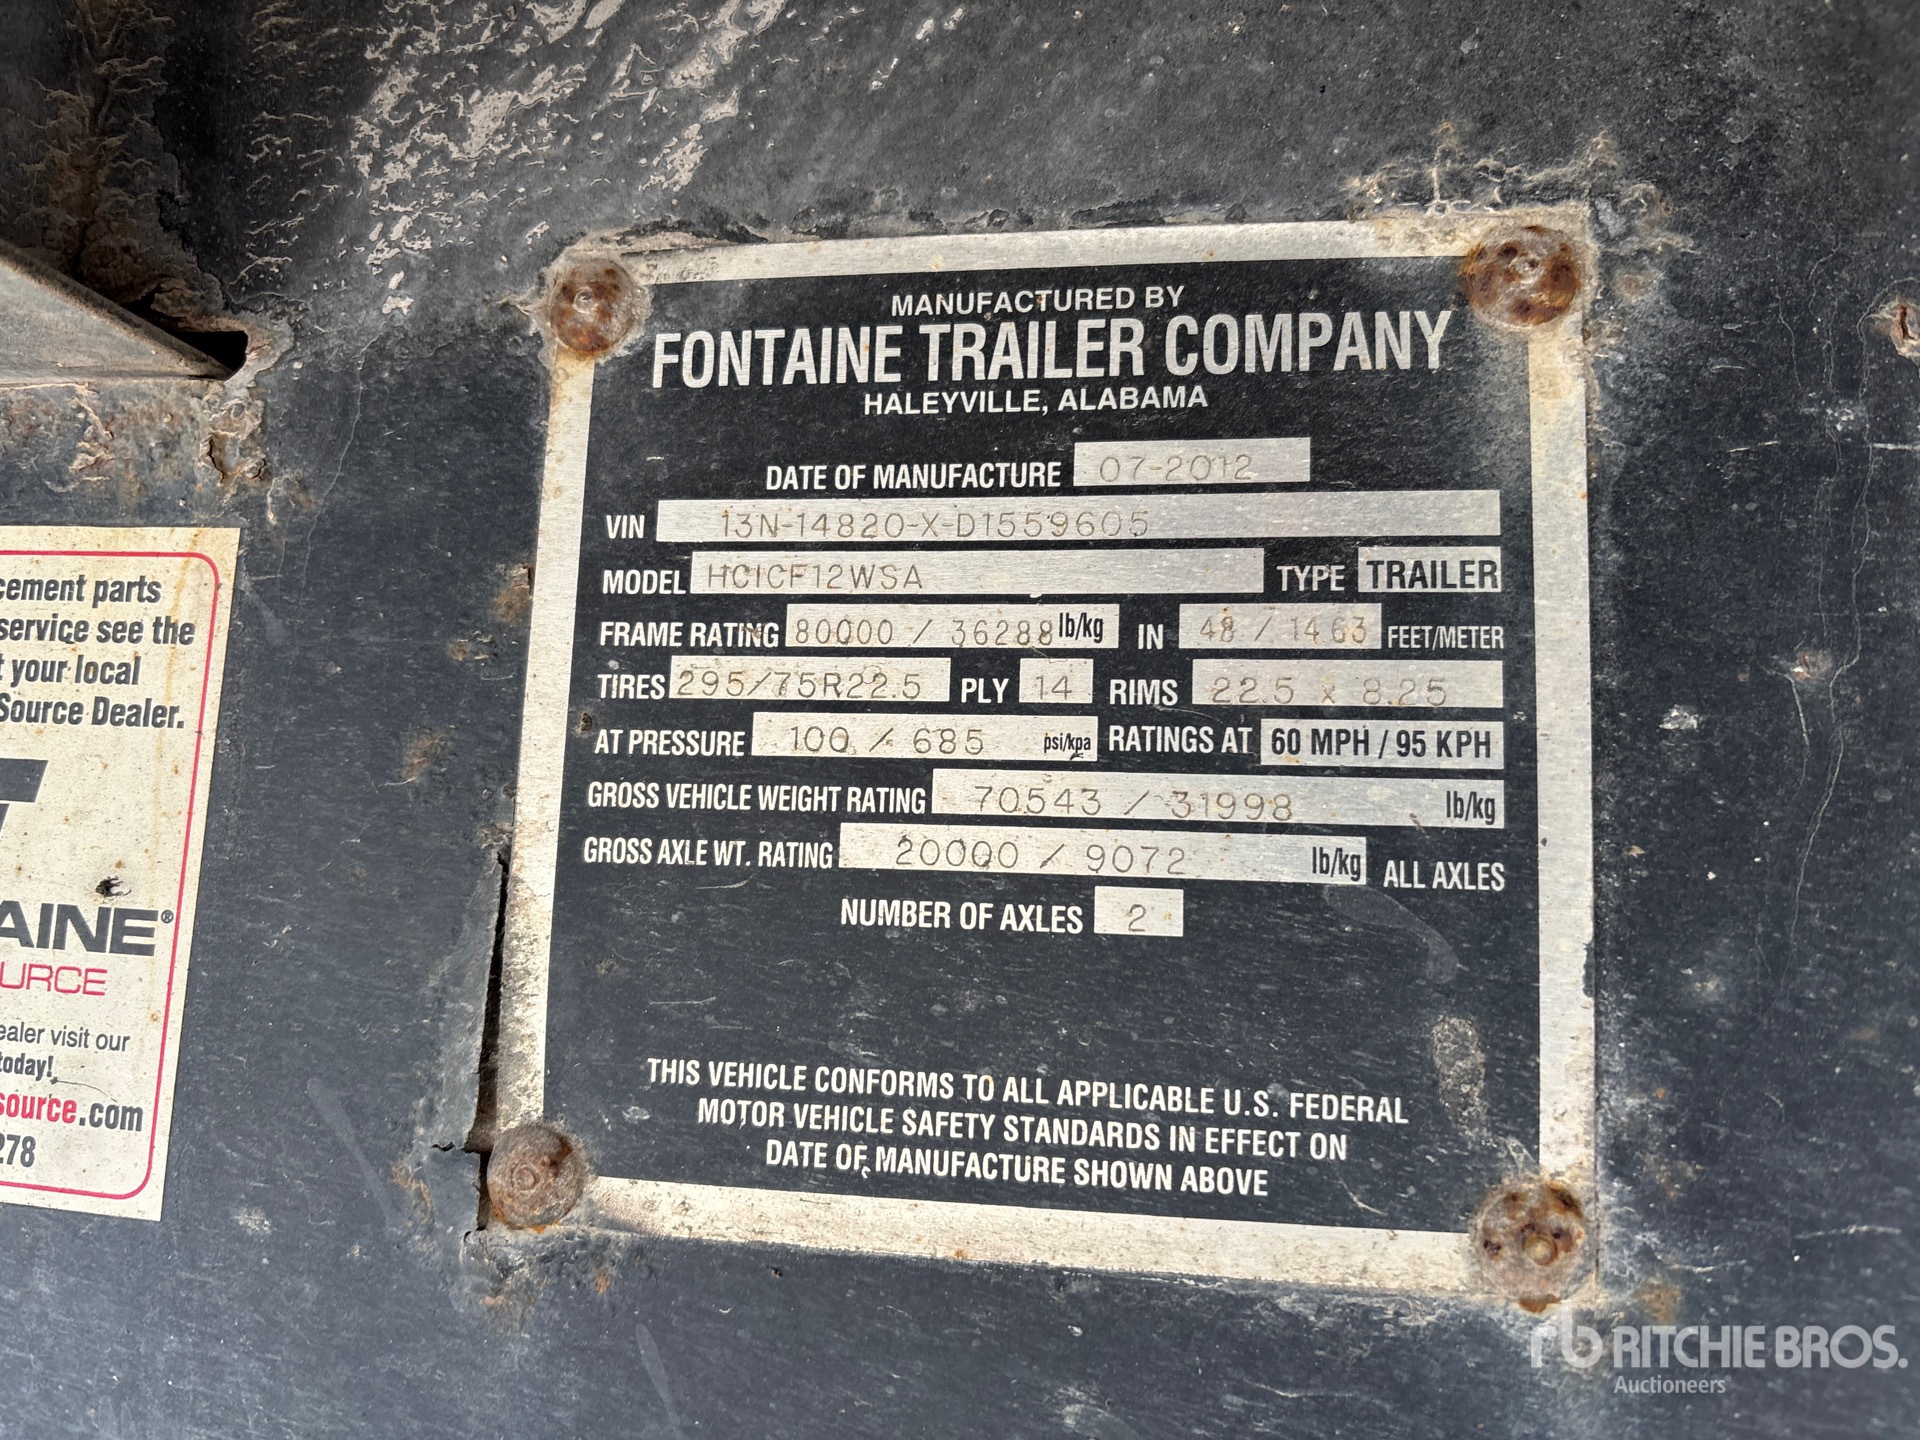 MANUFACTURED BY
FONTAINE TRAILER COMPANY
HALEYVILLE, ALABAMA
DATE OF MANUFACTURE 07-2012
VIN 13N-14820-X-D1559605
MODEL HCICF12WSA TYPE TRAILER
FRAME RATING 80000 / 36288 lb/kg IN 48 / 1463 FEET/METER
TIRES 295/75R22.5 PLY 14 RIMS 22.5 x 8.25
AT PRESSURE 100 / 685 psi/kpa RATINGS AT 60 MPH / 95 KPH
GROSS VEHICLE WEIGHT RATING 70543 / 31998 lb/kg
GROSS AXLE WT. RATING 20000 / 9072 lb/kg ALL AXLES
NUMBER OF AXLES 2
THIS VEHICLE CONFORMS TO ALL APPLICABLE U.S. FEDERAL
MOTOR VEHICLE SAFETY STANDARDS IN EFFECT ON
DATE OF MANUFACTURE SHOWN ABOVE
cement parts
service see the
t your local
Source Dealer.
AINE®
URCE
ealer visit our
today!
source.com
278
rb RITCHIE BROS.
Auctioneers